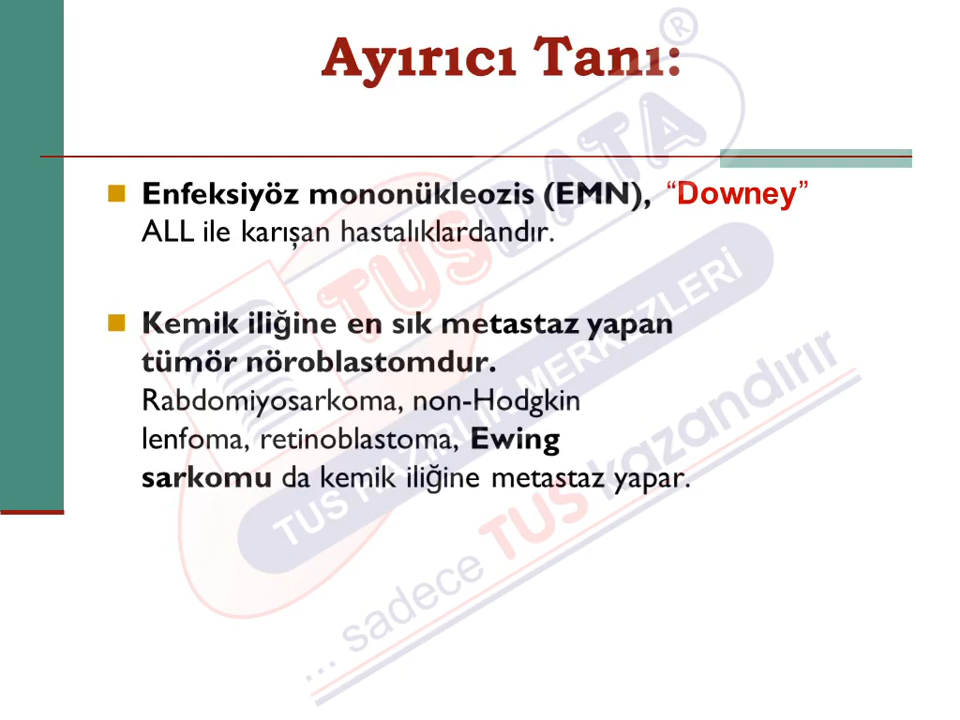 Ayırıcı Tanı:
Enfeksiyöz mononükleozis (EMN), “Downey”
ALL ile karışan hastalıklardandır.
Kemik iliğine en sık metastaz yapan
tümör nöroblastomdur.
Rabdomiyosarkoma, non-Hodgkin
lenfoma, retinoblastoma, Ewing
sarkomu da kemik iliğine metastaz yapar.
®
TUSDATA
TUS HAZIRLIK MERKEZLERİ
... sadece TUS kazandırır